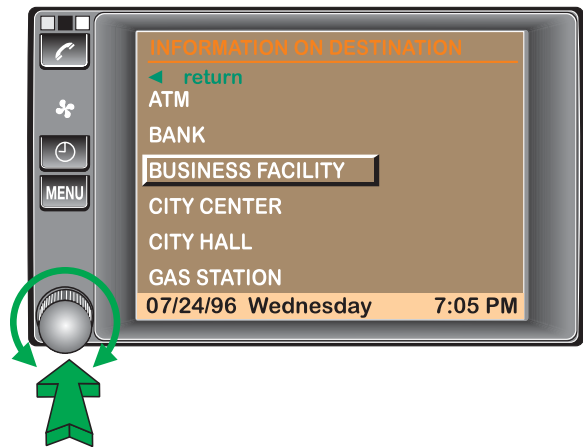 INFORMATION ON DESTINATION
◄ return
ATM
BANK
BUSINESS FACILITY
MENU
CITY CENTER
CITY HALL
GAS STATION
07/24/96 Wednesday 7:05 PM